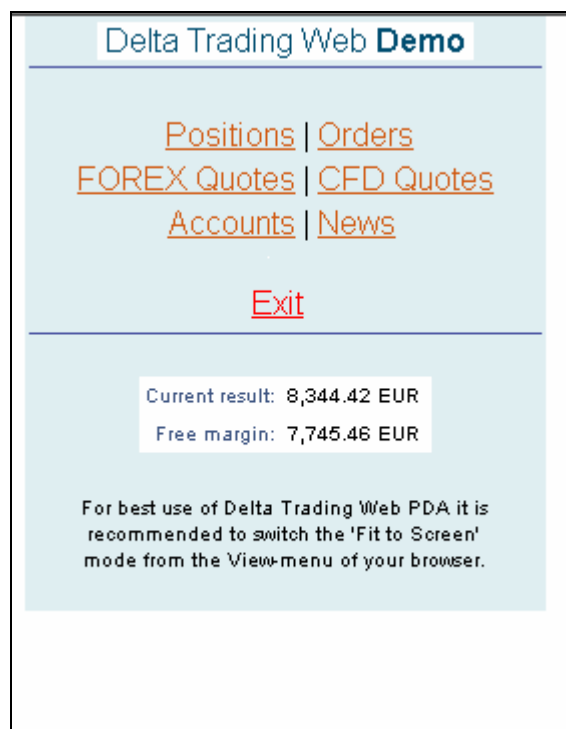 Delta Trading Web Demo
Positions | Orders
FOREX Quotes | CFD Quotes
Accounts | News
Exit
Current result: 8,344.42 EUR
Free margin: 7,745.46 EUR
For best use of Delta Trading Web PDA it is
recommended to switch the 'Fit to Screen'
mode from the View-menu of your browser.